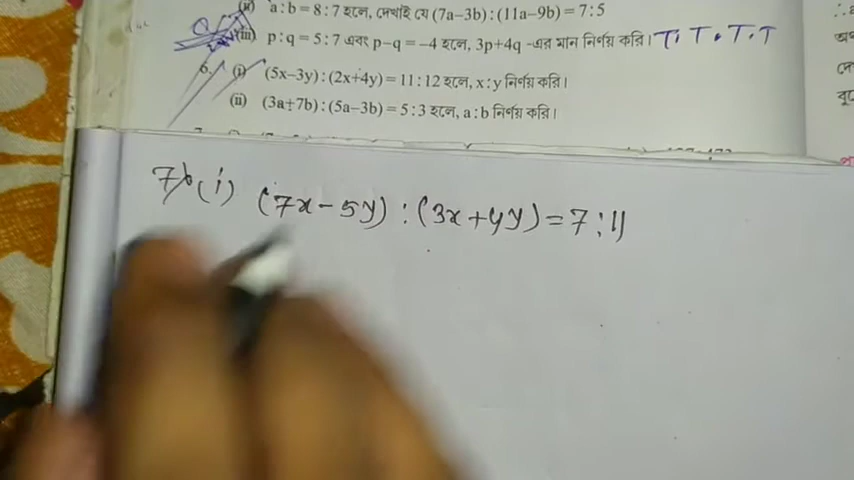 (ii) a:b = 8:7 হলে, দেখাই যে (7a–3b):(11a–9b) = 7:5
(iii) p:q = 5:7 এবং p–q = –4 হলে, 3p+4q -এর মান নির্ণয় করি। T. T. T. T
6. (i) (5x–3y):(2x+4y) = 11:12 হলে, x:y নির্ণয় করি।
(ii) (3a+7b):(5a–3b) = 5:3 হলে, a:b নির্ণয় করি।
(i) (7x – 5y) : (3x + 4y) = 7 : 11